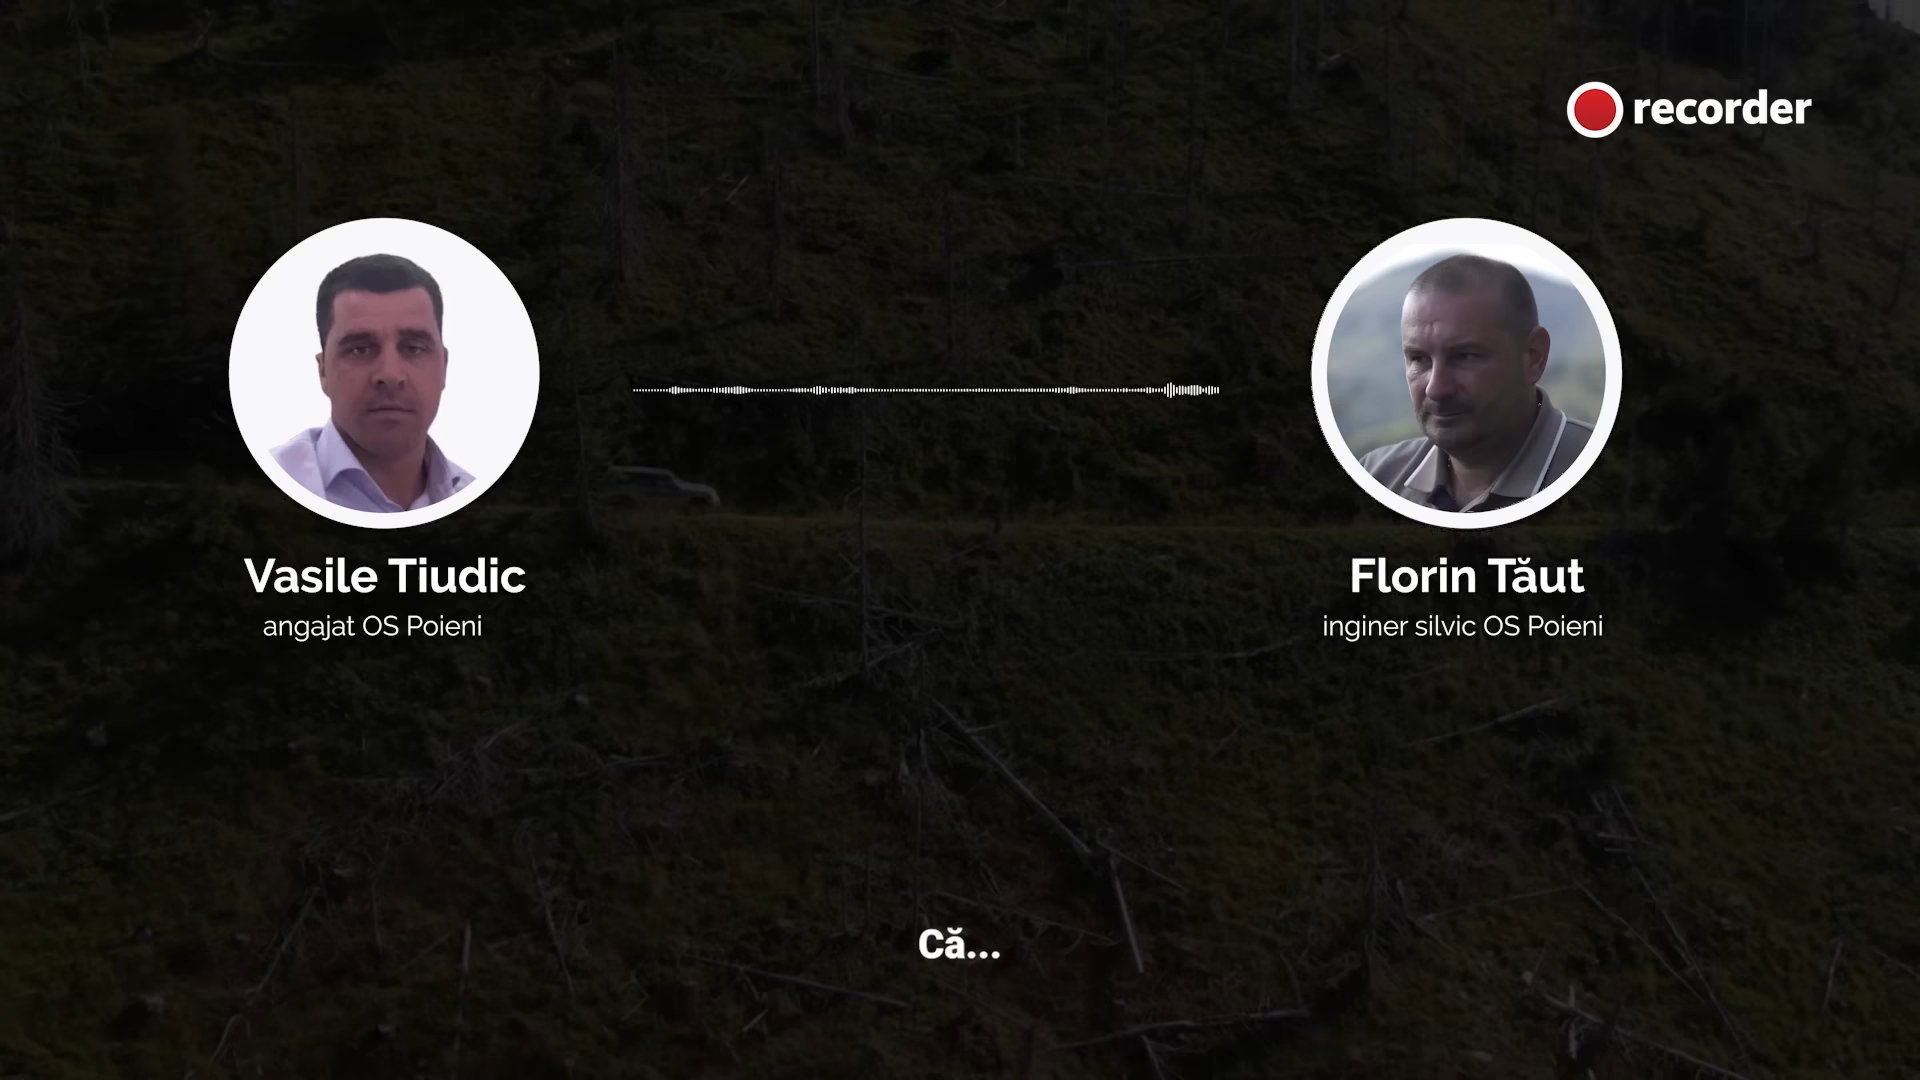 recorder
Vasile Tiudic
angajat OS Poieni
Florin Tăut
inginer silvic OS Poieni
Că...